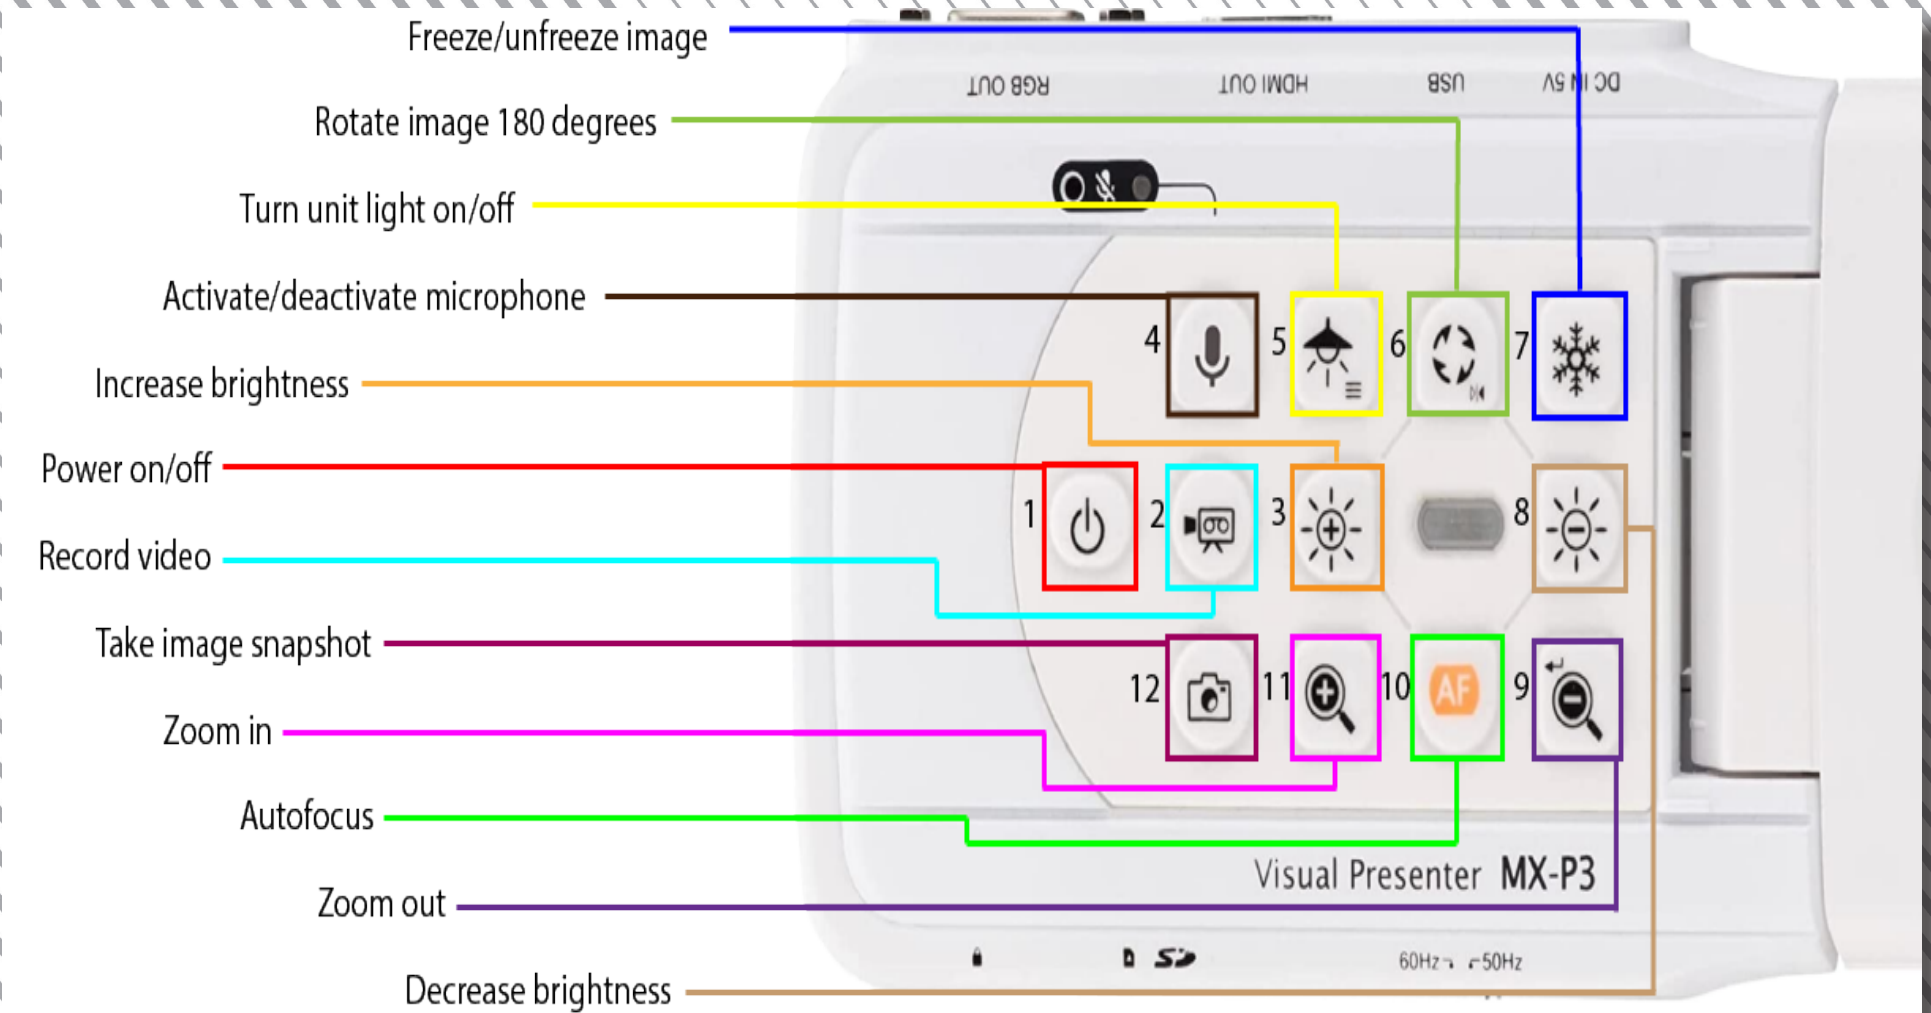 Freeze/unfreeze image
RGB OUT
HDMI OUT
USB
DC IN 5V
Rotate image 180 degrees
Turn unit light on/off
Activate/deactivate microphone
4
5
6
7
Increase brightness
Power on/off
1
2
3
8
Record video
Take image snapshot
12
11
10
AF
9
Zoom in
Autofocus
Visual Presenter MX-P3
Zoom out
SD
60Hz
50Hz
Decrease brightness